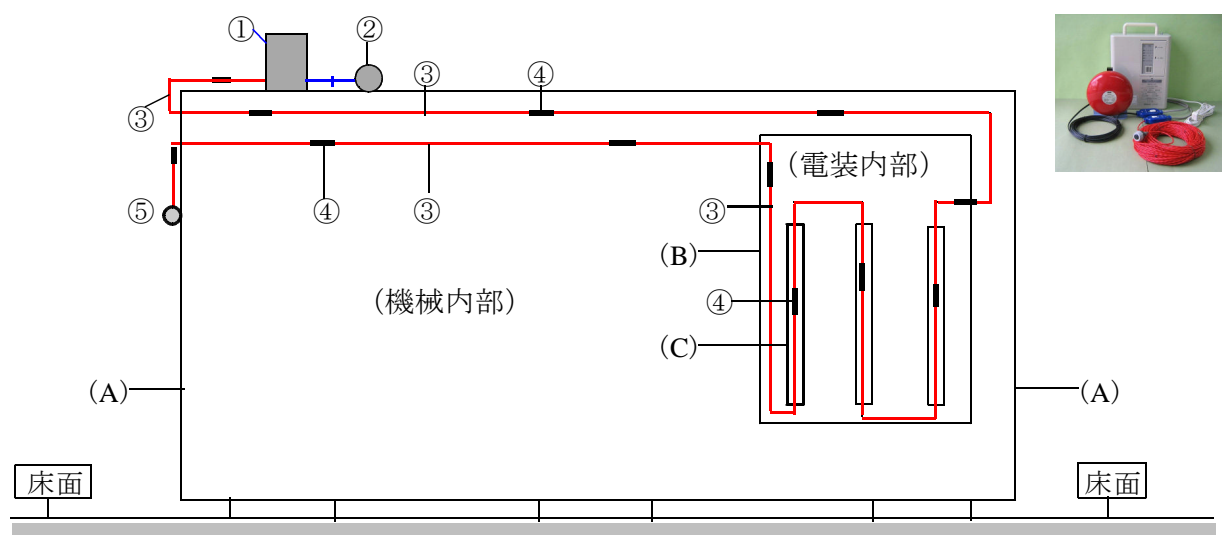 ① ②
③ ③ ④
（電装内部）
⑤ ④ ③ ③
（B）
（機械内部） ④
（C）
（A） （A）
床面 床面